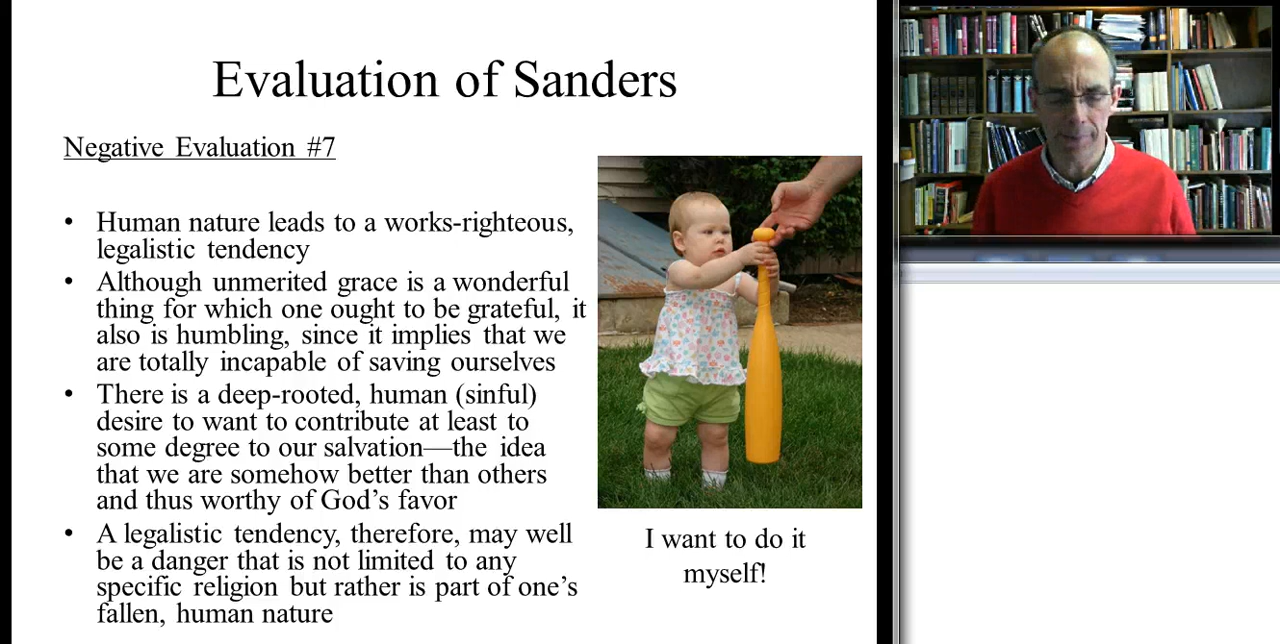 Evaluation of Sanders
Negative Evaluation #7
• Human nature leads to a works-righteous,
legalistic tendency
• Although unmerited grace is a wonderful
thing for which one ought to be grateful, it
also is humbling, since it implies that we
are totally incapable of saving ourselves
• There is a deep-rooted, human (sinful)
desire to want to contribute at least to
some degree to our salvation—the idea
that we are somehow better than others
and thus worthy of God’s favor
• A legalistic tendency, therefore, may well
be a danger that is not limited to any
specific religion but rather is part of one’s
fallen, human nature
I want to do it
myself!